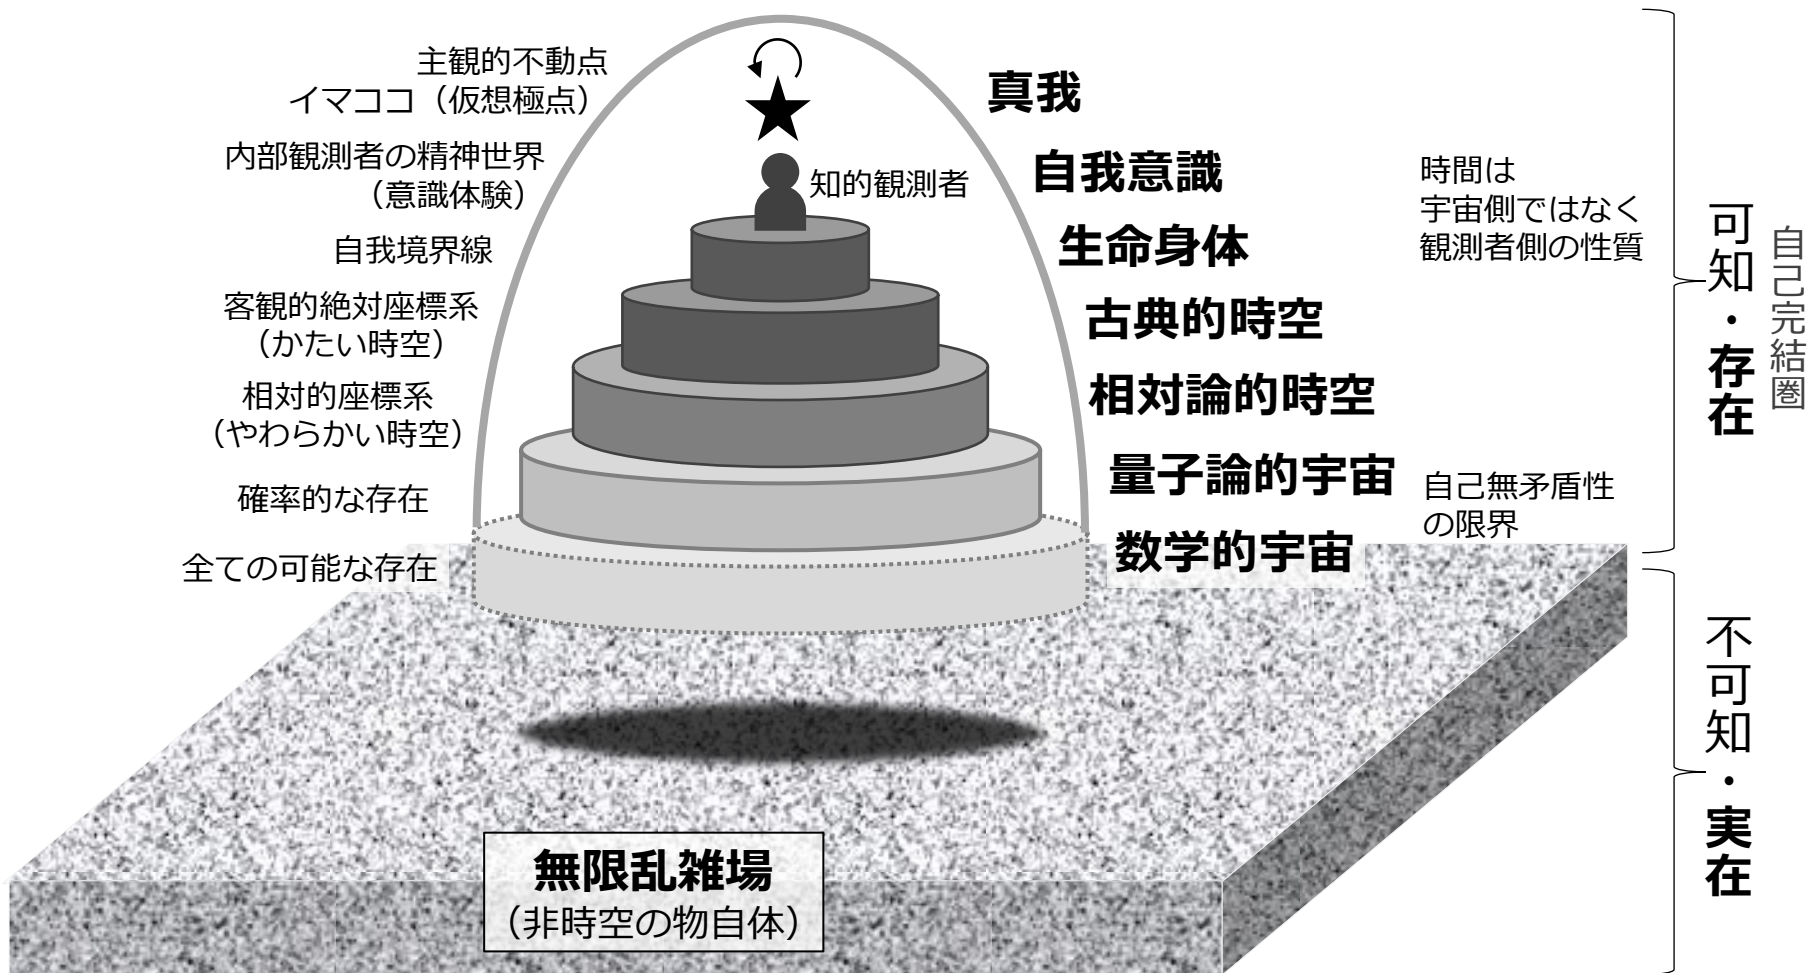 主観的不動点
イマココ（仮想極点）
真我
内部観測者の精神世界
（意識体験）
知的観測者
自我意識
自我境界線
生命身体
客観的絶対座標系
（かたい時空）
古典的時空
相対的座標系
（やわらかい時空）
相対論的時空
確率的な存在
量子論的宇宙
全ての可能な存在
数学的宇宙
時間は
宇宙側ではなく
観測者側の性質
自己無矛盾性
の限界
可知・存在
自己完結圏
不可知・実在
無限乱雑場
（非時空の物自体）